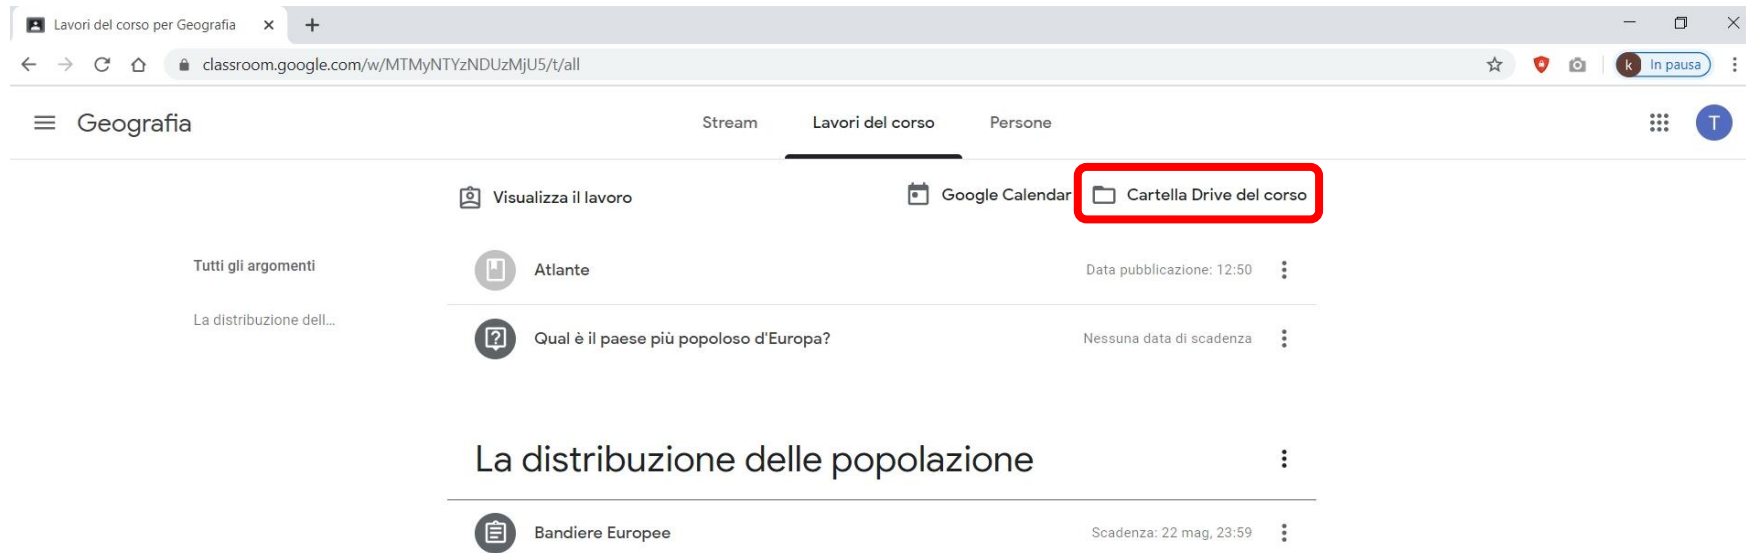 Lavori del corso per Geografia
classroom.google.com/w/MTMyNTYzNDUzMjU5/t/all
k In pausa
Geografia
Stream Lavori del corso Persone
T
Visualizza il lavoro Google Calendar Cartella Drive del corso
Tutti gli argomenti
La distribuzione dell...
Atlante Data pubblicazione: 12:50
Qual è il paese più popoloso d'Europa? Nessuna data di scadenza
La distribuzione delle popolazione
Bandiere Europee Scadenza: 22 mag, 23:59